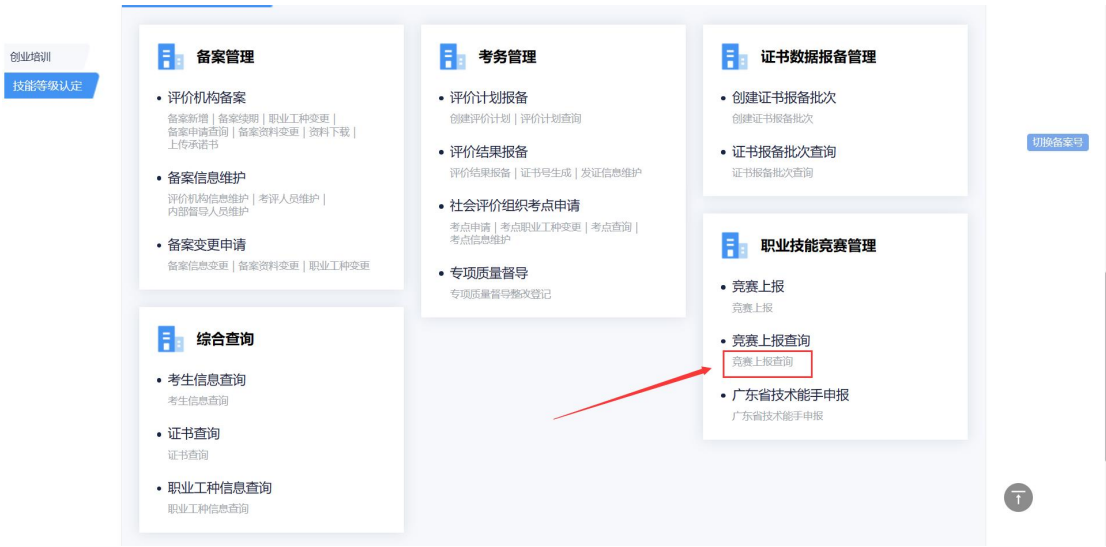 创业培训
技能等级认定
备案管理
评价机构备案
备案新增 | 备案续期 | 职业工种变更 |
备案申请查询 | 备案资料变更 | 资料下载 |
上传承诺书
备案信息维护
评价机构信息维护 | 考评人员维护 |
内部督导人员维护
备案变更申请
备案信息变更 | 备案资料变更 | 职业工种变更
综合查询
考生信息查询
考生信息查询
证书查询
证书查询
职业工种信息查询
职业工种信息查询
考务管理
评价计划报备
创建评价计划 | 评价计划查询
评价结果报备
评价结果报备 | 证书号生成 | 发证信息维护
社会评价组织考点申请
考点申请 | 考点职业工种变更 | 考点查询 |
考点信息维护
专项质量督导
专项质量督导整改登记
证书数据报备管理
创建证书报备批次
创建证书报备批次
证书报备批次查询
证书报备批次查询
职业技能竞赛管理
竞赛上报
竞赛上报
竞赛上报查询
竞赛上报查询
广东省技术能手申报
广东省技术能手申报
切换备案号